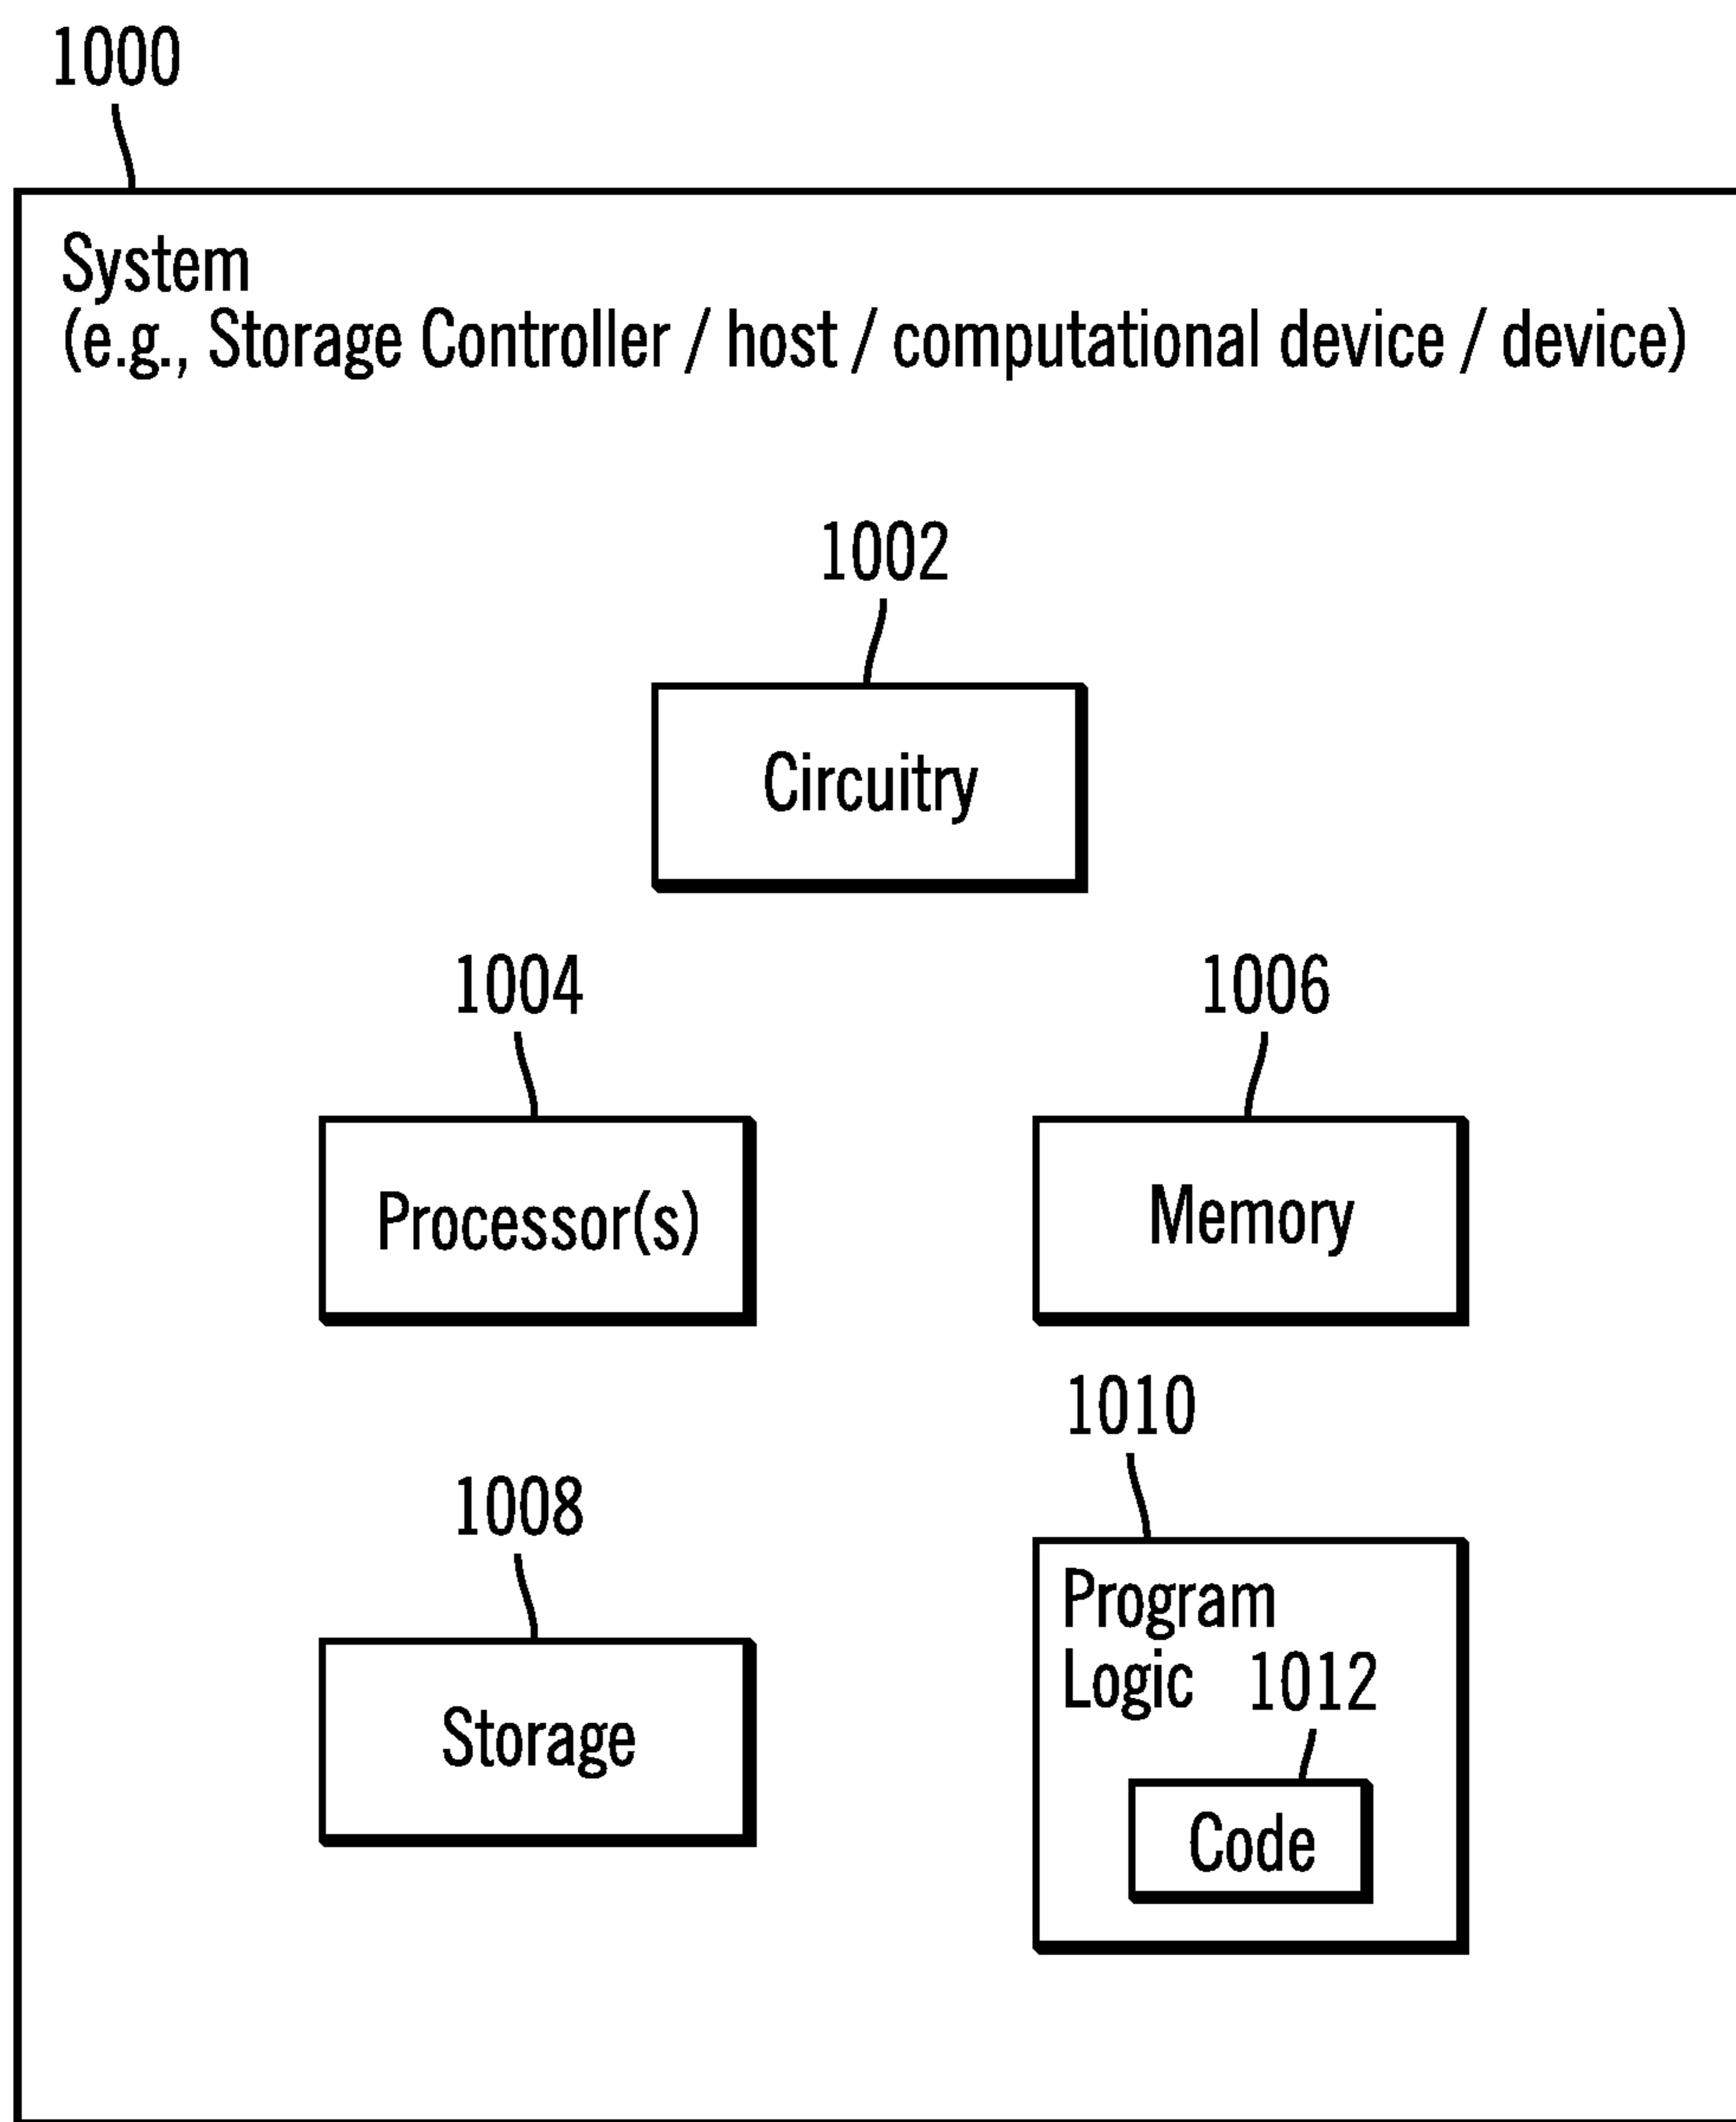 1000
System
(e.g., Storage Controller / host / computational device / device)
1002
Circuitry
1004
1006
Processor(s)
Memory
1010
1008
Program
Logic 1012
Storage
Code